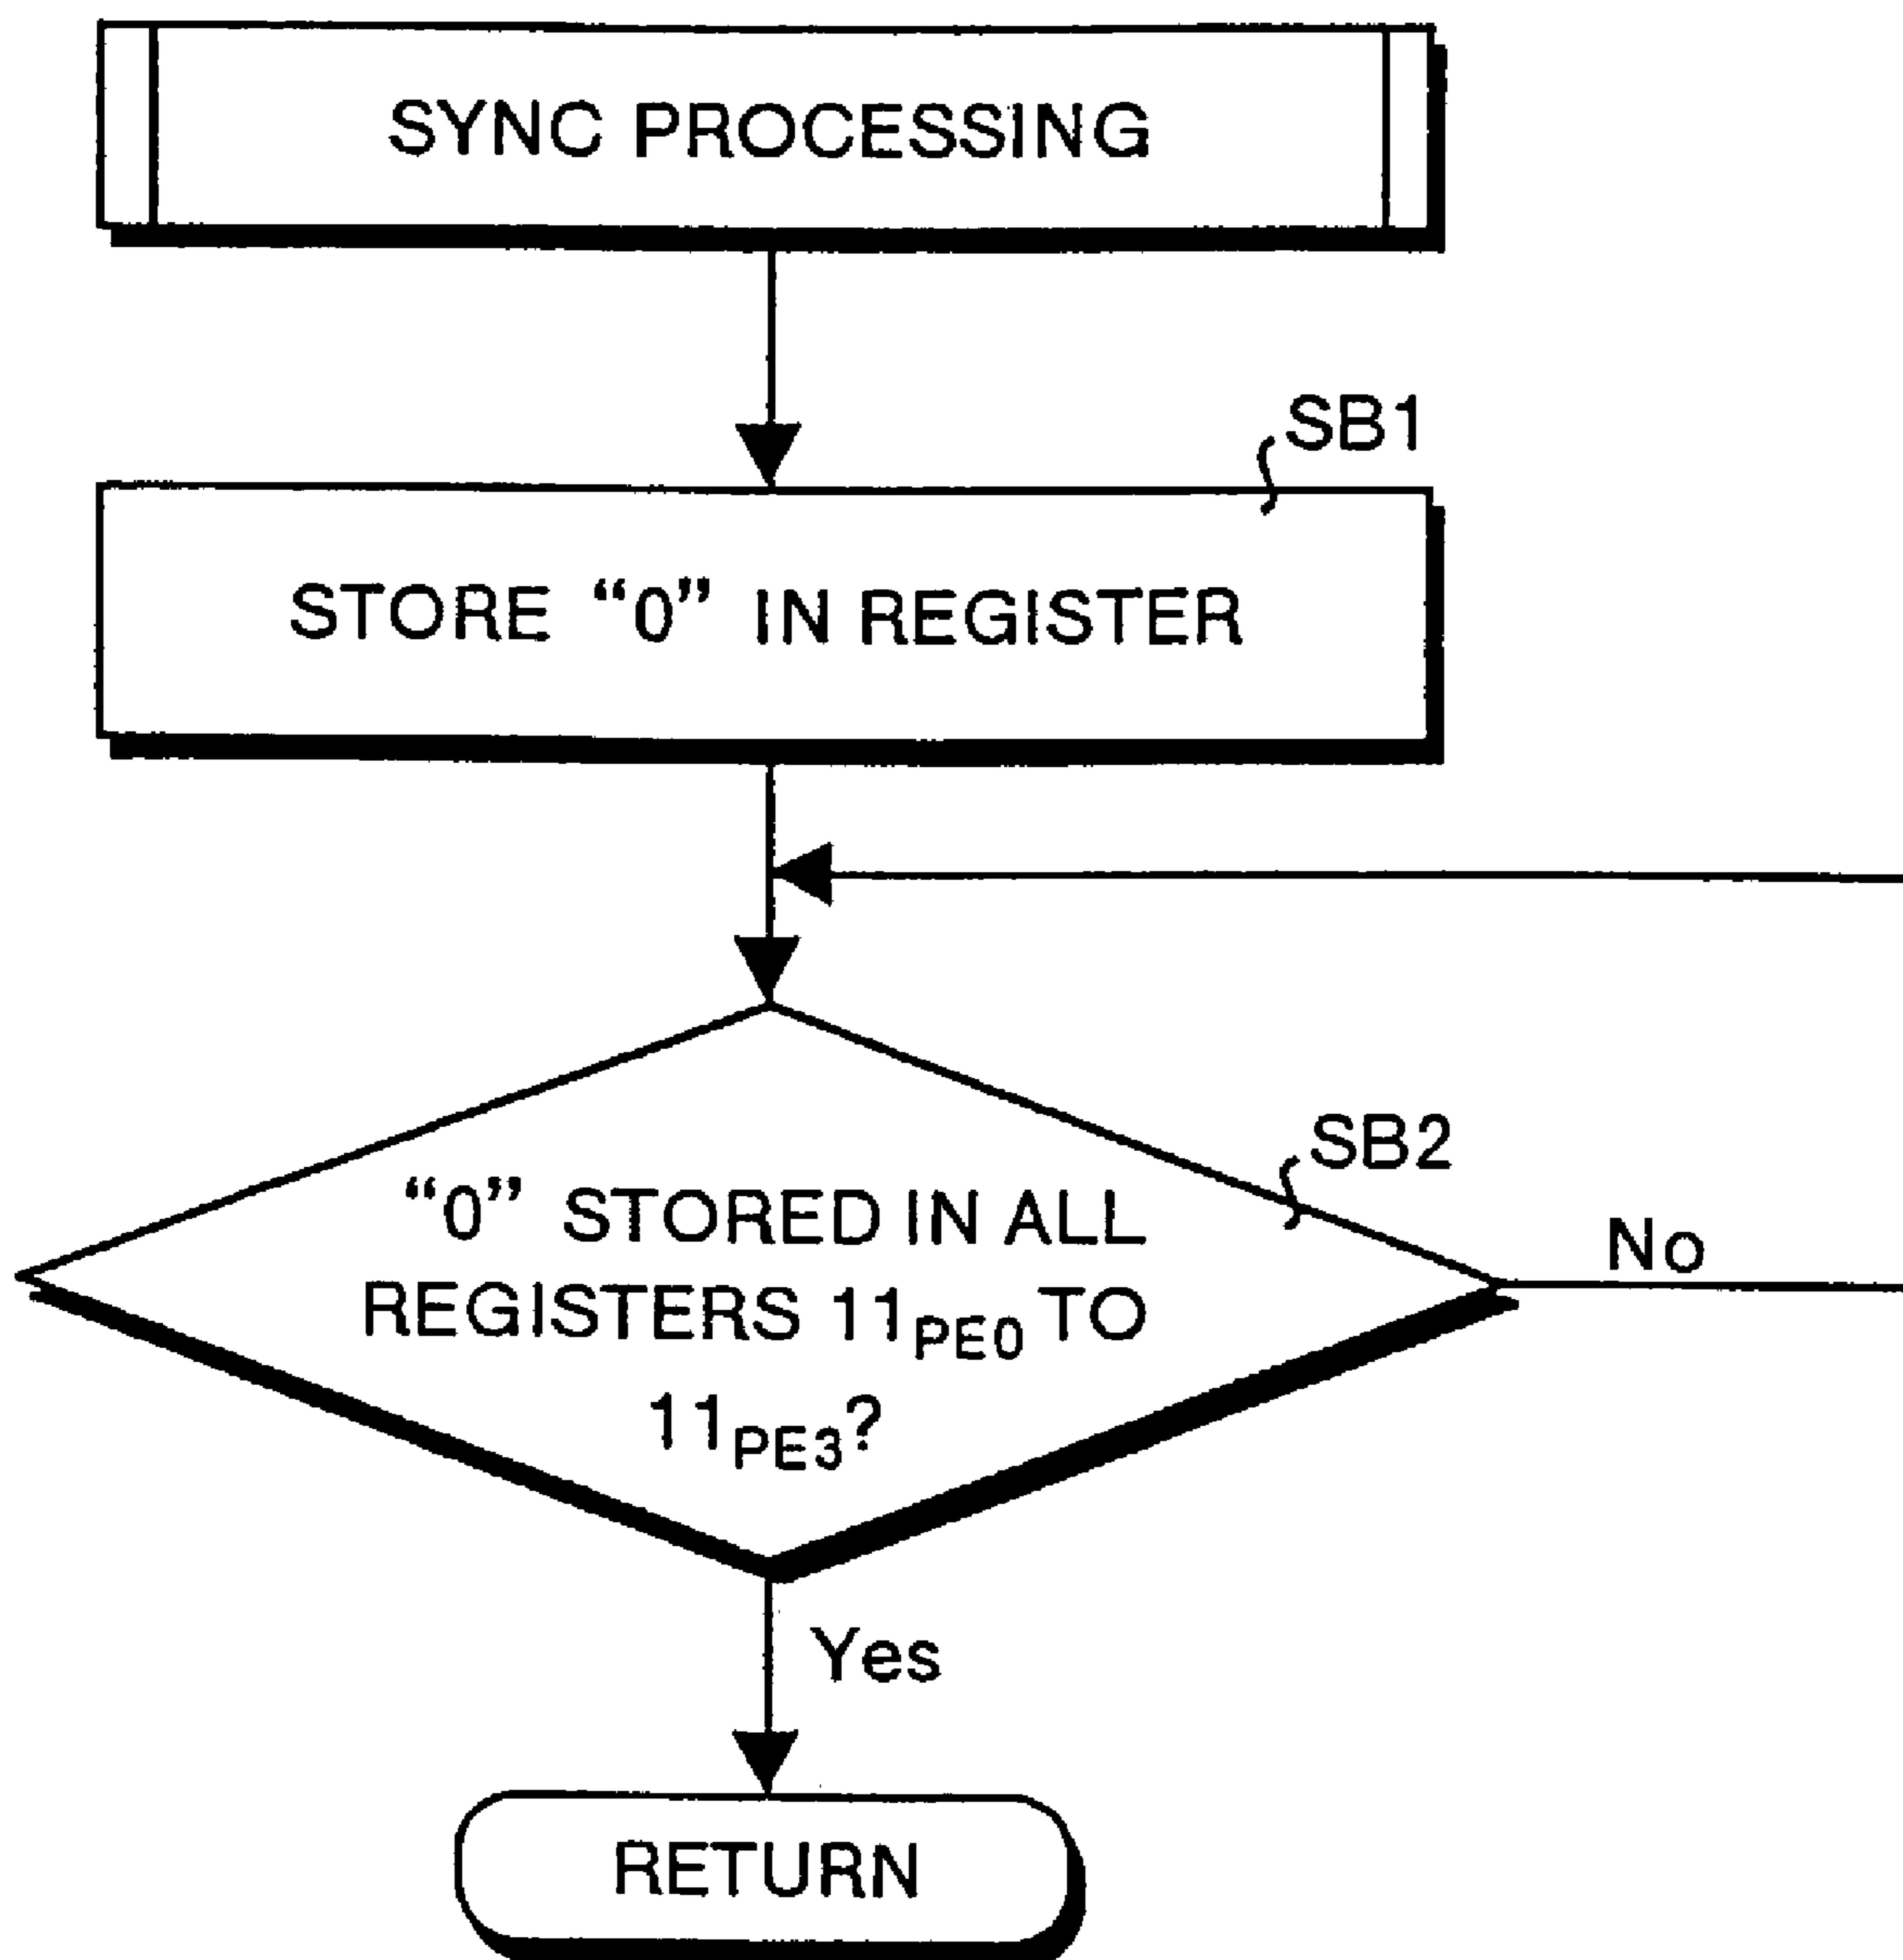 SYNC PROCESSING
SB1
STORE “0” IN REGISTER
SB2
“0” STORED IN ALL
REGISTERS 11PE0 TO
11PE3?
No
Yes
RETURN